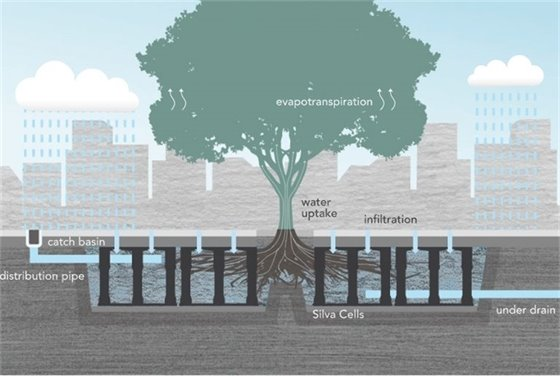 evapotranspiration
water
uptake
infiltration
catch basin
distribution pipe
Silva Cells
under drain